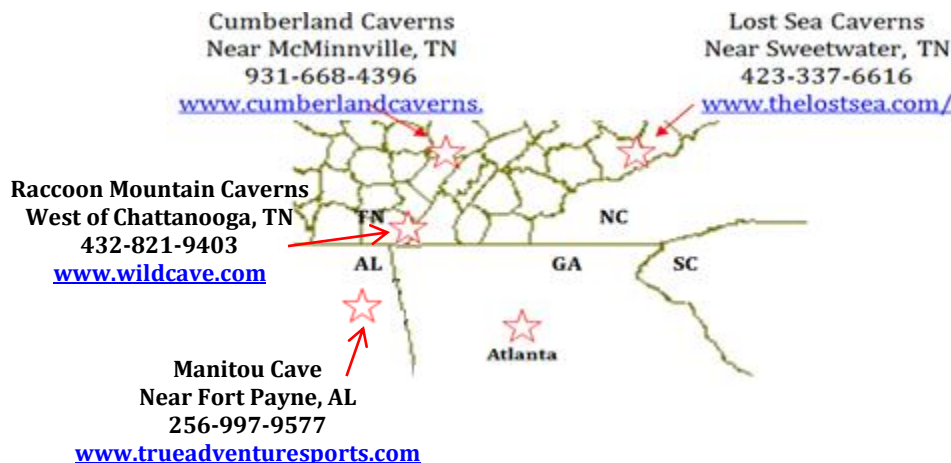 Cumberland Caverns
Near McMinnville, TN
931-668-4396
www.cumberlandcaverns.
Lost Sea Caverns
Near Sweetwater, TN
423-337-6616
www.thelostsea.com/
Raccoon Mountain Caverns
West of Chattanooga, TN
432-821-9403
www.wildcave.com
TN
NC
AL
GA
SC
Atlanta
Manitou Cave
Near Fort Payne, AL
256-997-9577
www.trueadventuresports.com